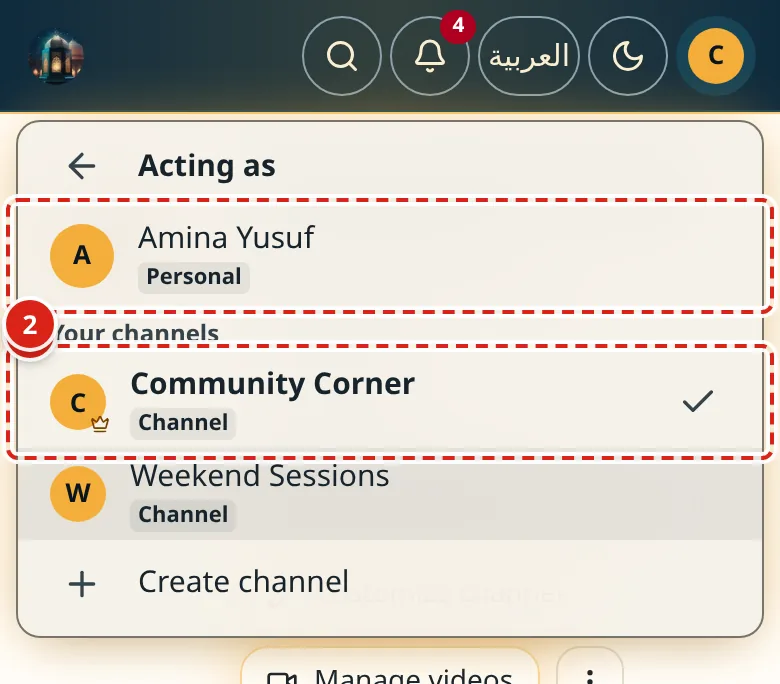 4
العربية
C
Acting as
A
Amina Yusuf
Personal
2
Your channels
C
Community Corner
Channel
W
Weekend Sessions
Channel
Create channel
Manage videos